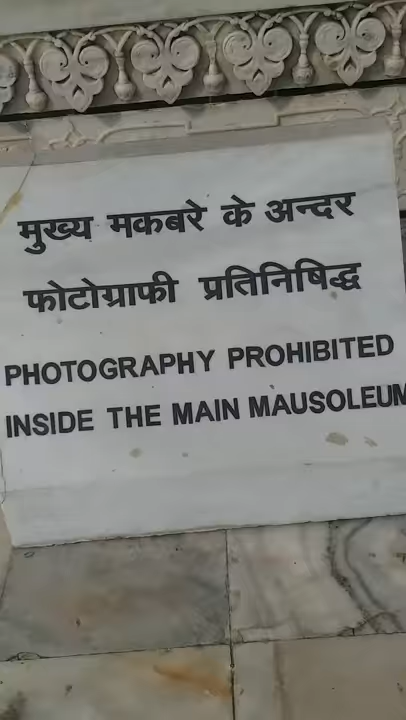 मुख्य मकबरे के अन्दर
फोटोग्राफी प्रतिनिषिद्ध
PHOTOGRAPHY PROHIBITED
INSIDE THE MAIN MAUSOLEUM